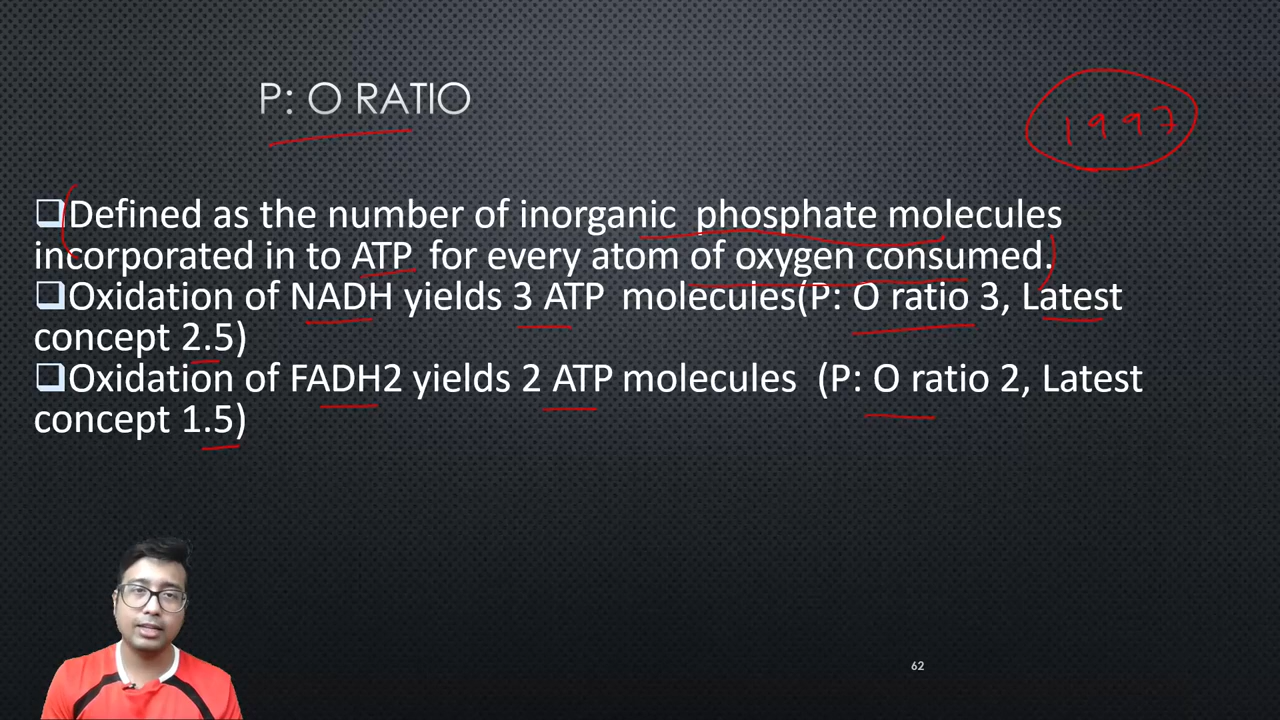 P: O RATIO
1997
Defined as the number of inorganic phosphate molecules
incorporated in to ATP for every atom of oxygen consumed.
Oxidation of NADH yields 3 ATP molecules(P: O ratio 3, Latest
concept 2.5)
Oxidation of FADH2 yields 2 ATP molecules (P: O ratio 2, Latest
concept 1.5)
62